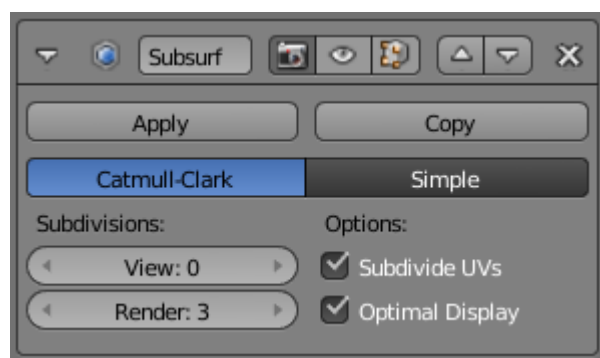 Subsurf
Apply Copy
Catmull-Clark Simple
Subdivisions: Options:
View: 0 Subdivide UVs
Render: 3 Optimal Display